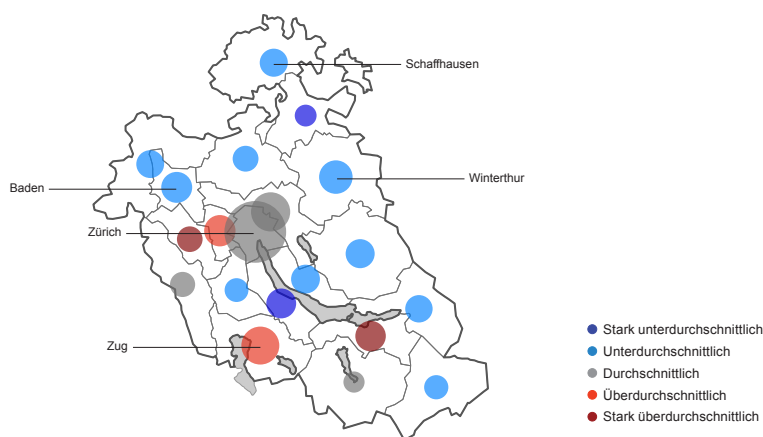 Schaffhausen
Baden
Winterthur
Zürich
Zug
Stark unterdurchschnittlich
Unterdurchschnittlich
Durchschnittlich
Überdurchschnittlich
Stark überdurchschnittlich